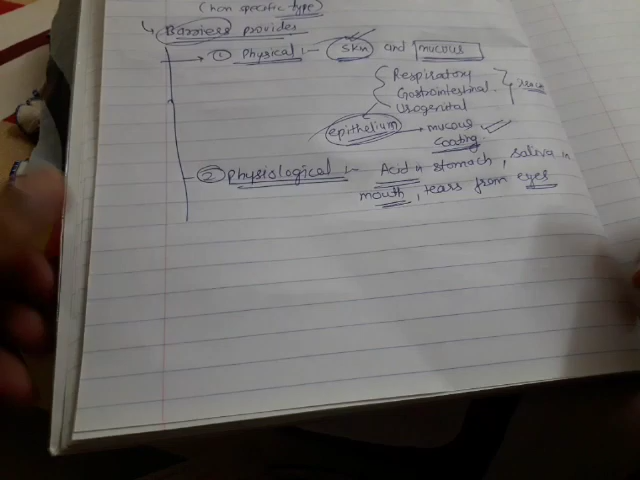 (non specific type)
↳ Barriers provides
① Physical :- Skin and mucous
Respiratory
Gastrointestinal
Urogenital
epithelium → mucous
Coating
② Physiological :- Acid in stomach, saliva in
mouth, tears from eyes